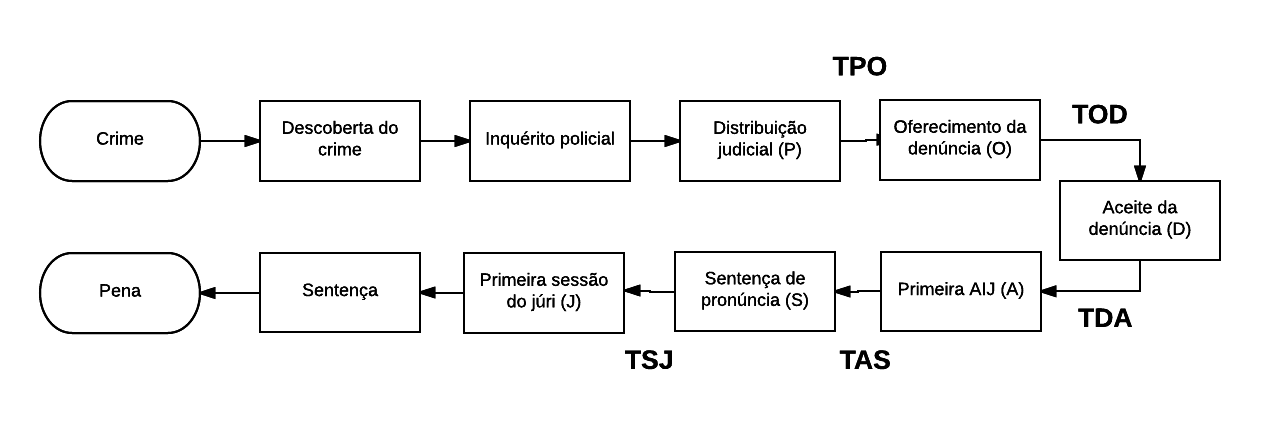 TPO
Crime
Descoberta do
crime
Inquérito policial
Distribuição
judicial (P)
Oferecimento da
denúncia (O)
TOD
Aceite da
denúncia (D)
TDA
Primeira AIJ (A)
TAS
Sentença de
pronúncia (S)
TSJ
Primeira sessão
do júri (J)
Sentença
Pena